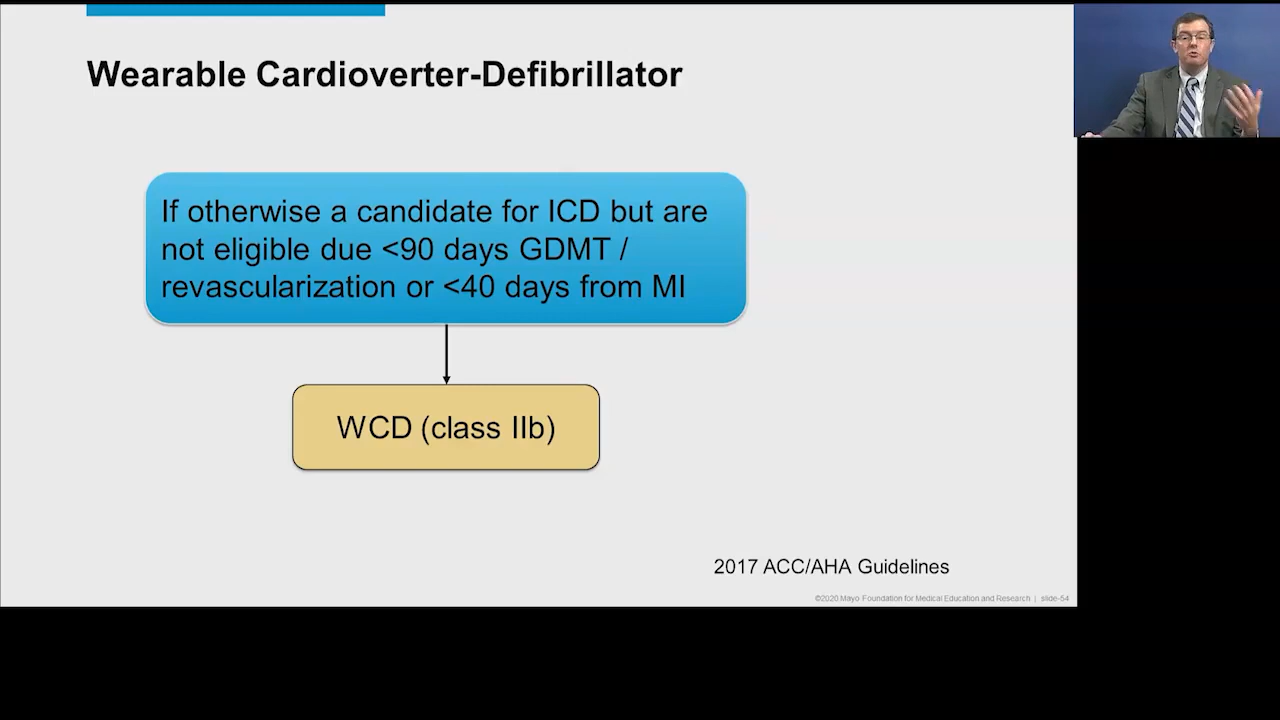 Wearable Cardioverter-Defibrillator
If otherwise a candidate for ICD but are
not eligible due <90 days GDMT /
revascularization or <40 days from MI
WCD (class IIb)
2017 ACC/AHA Guidelines
©2020 Mayo Foundation for Medical Education and Research | slide-54